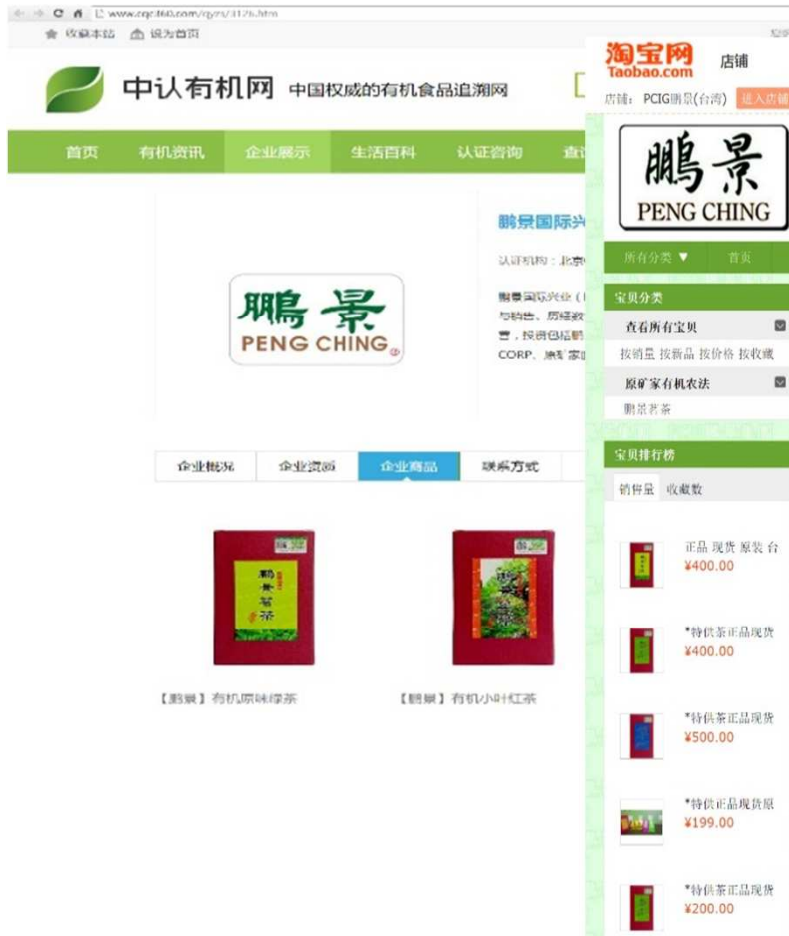 www.cqc360.com/qyzs/3126.htm
收藏本站 设为首页
中认有机网 中国权威的有机食品追溯网
首页 有机资讯 企业展示 生活百科 认证咨询
鹏景国际兴
鵬景
PENG CHING
企业概况 企业资质 企业商品 联系方式
鹏景茗茶
【鹏景】有机原味绿茶
【鹏景】有机小叶红茶
淘宝网
Taobao.com
店铺
店铺： PCIG鹏景(台湾) 进入店铺
鵬景
PENG CHING
所有分类 ▼ 首页
宝贝分类
查看所有宝贝
按销量 按新品 按价格 按收藏
原矿家有机农法
鹏景茗茶
宝贝排行榜
销售量 收藏数
正品 现货 原装 台
¥400.00
*特供茶正品现货
¥400.00
*特供茶正品现货
¥500.00
*特供正品现货原
¥199.00
*特供茶正品现货
¥200.00